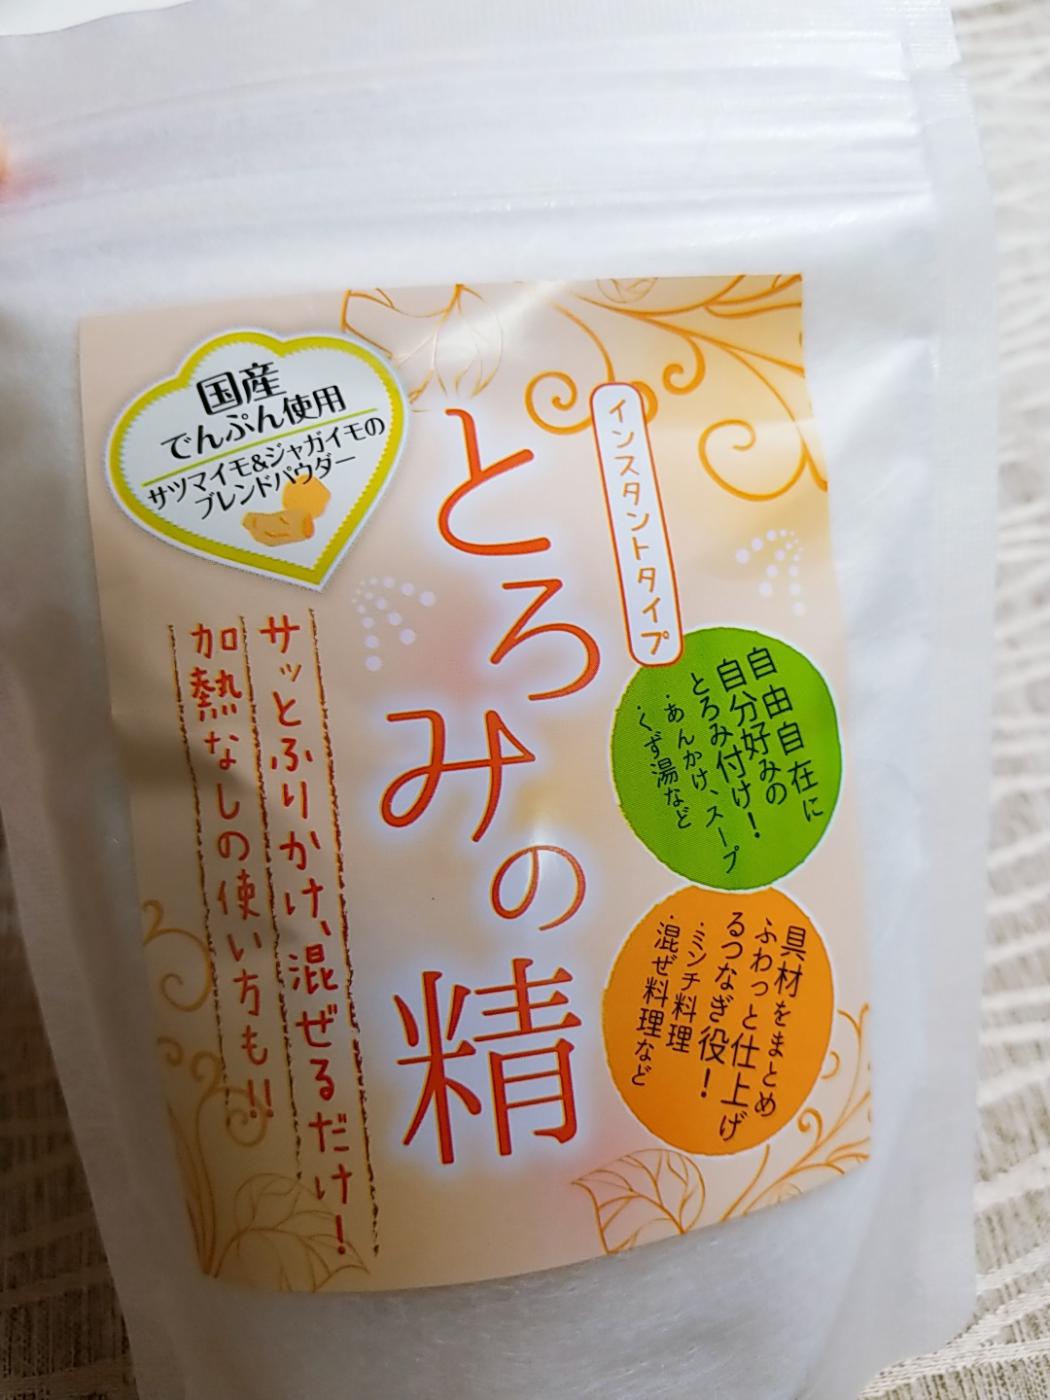 国産
でんぷん使用
サツマイモ&ジャガイモの
ブレンドパウダー
インスタントタイプ
とろみの精
自由自在に
自分好みの
とろみ付け!
・あんかけ、スープ
・くず湯など
具材をまとめ
ふわっと仕上げ
るつなぎ役!
・ミンチ料理
・混ぜ料理など
サッとふりかけ、混ぜるだけ!
加熱なしの使い方も!!